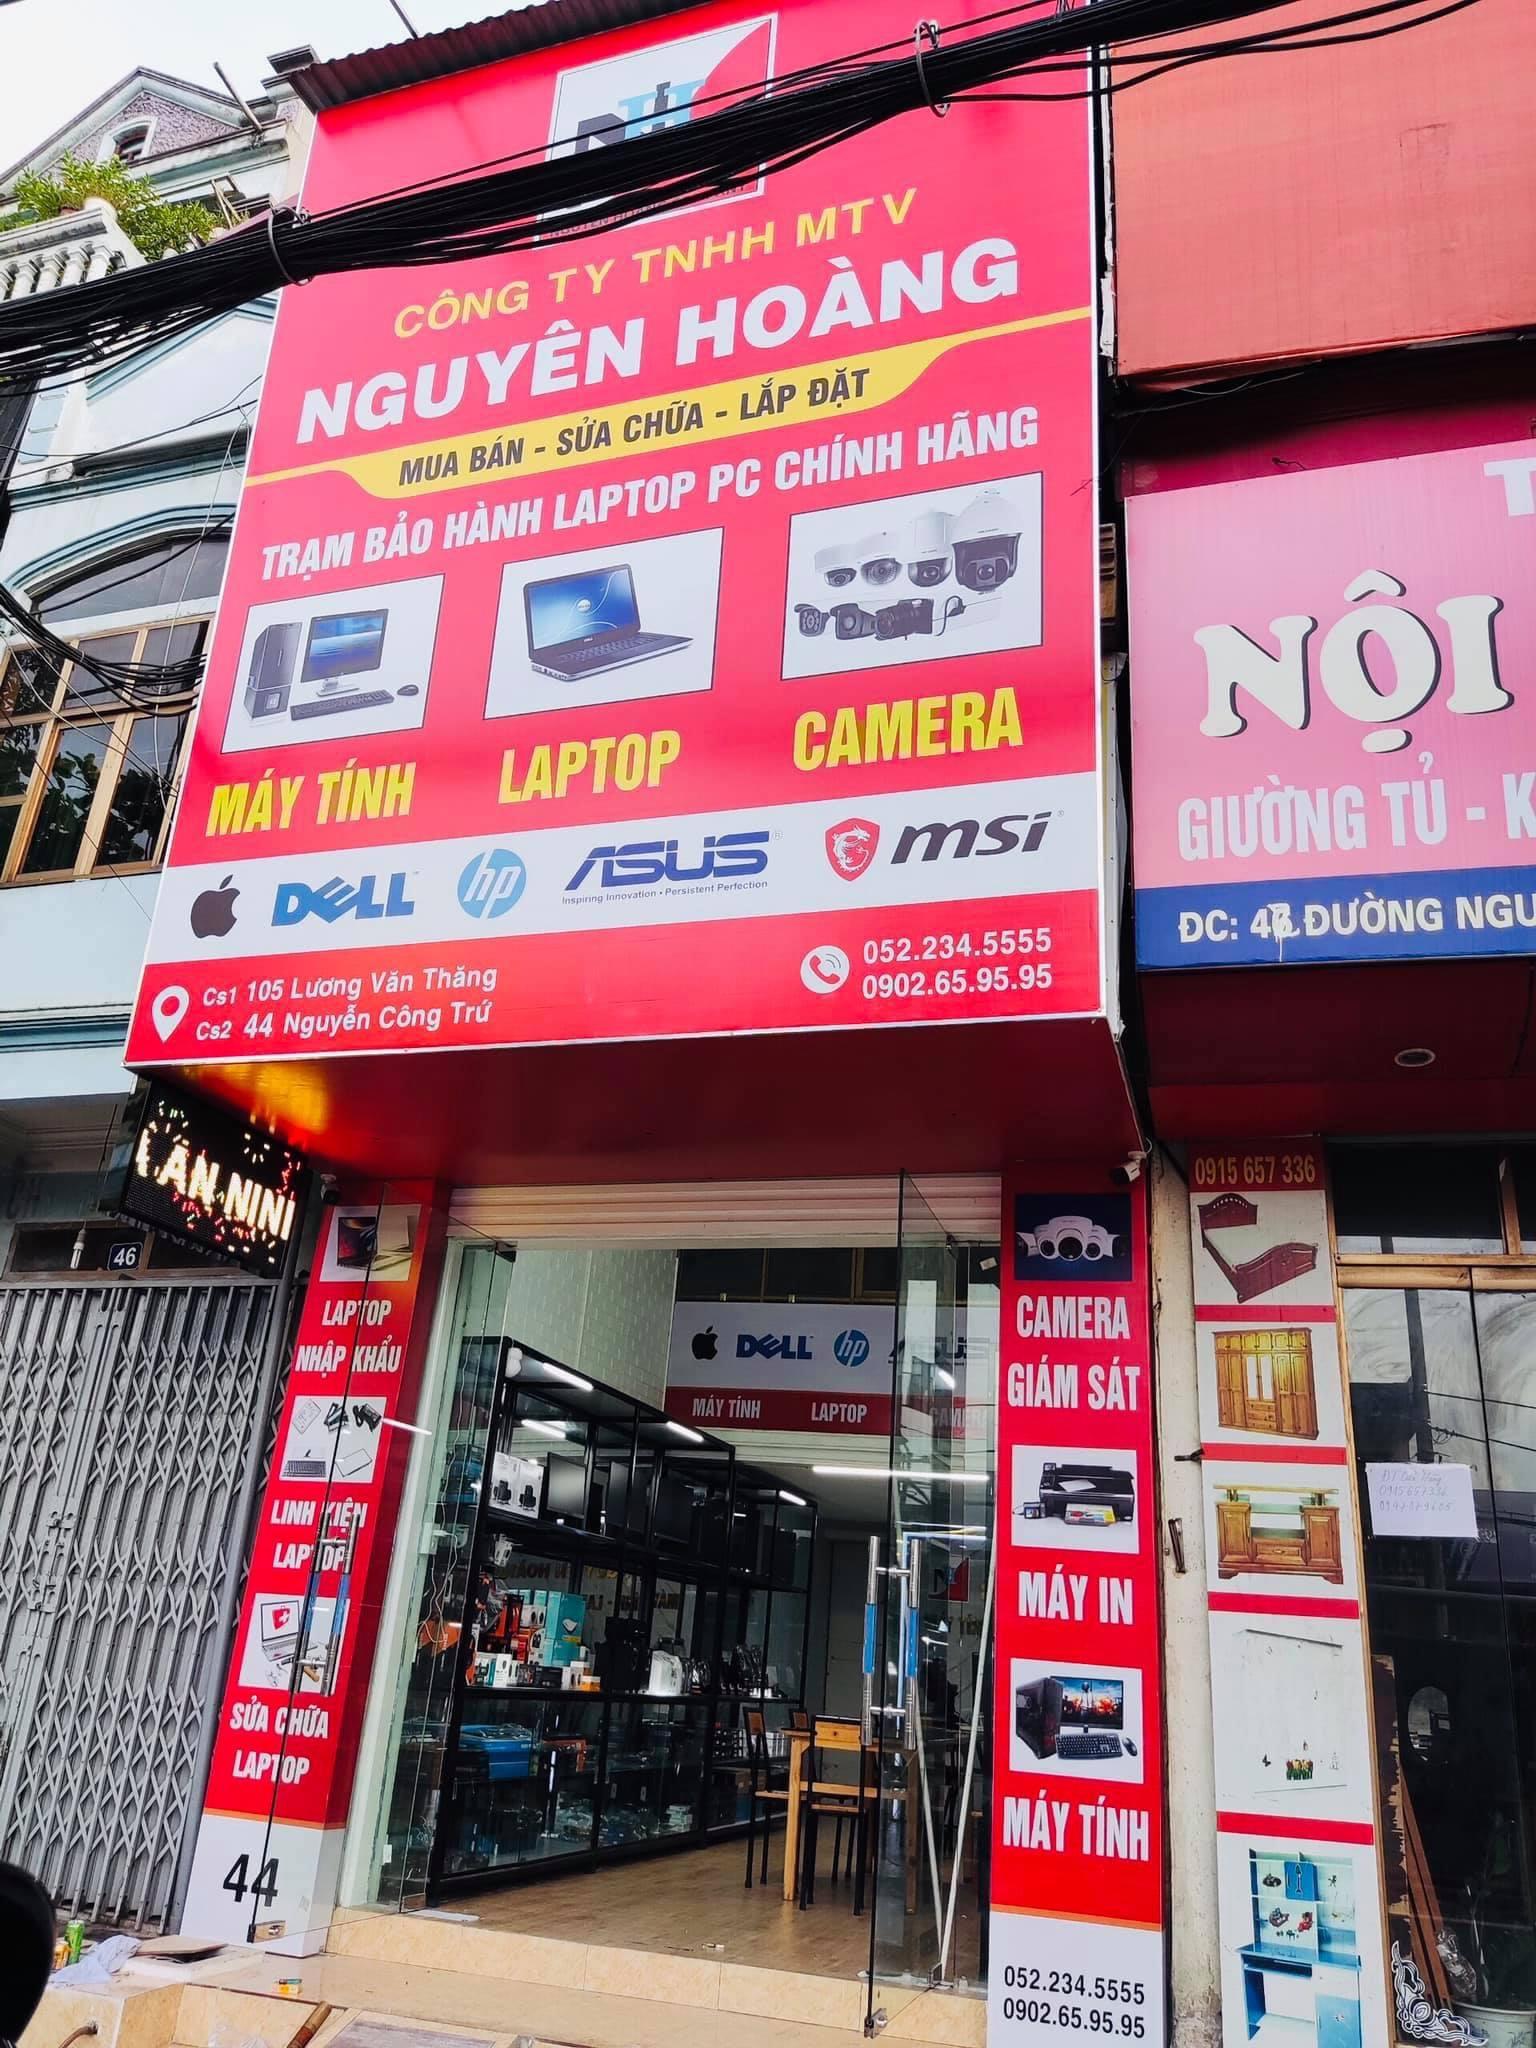 CÔNG TY TNHH MTV
NGUYÊN HOÀNG
MUA BÁN - SỬA CHỮA - LẮP ĐẶT
TRẠM BẢO HÀNH LAPTOP PC CHÍNH HÃNG
MÁY TÍNH
LAPTOP
CAMERA
DELL
hp
ASUS
Inspiring Innovation • Persistent Perfection
msi
Cs1 105 Lương Văn Thăng
Cs2 44 Nguyễn Công Trứ
052.234.5555
0902.65.95.95
NỘI
GIƯỜNG TỦ - K
ĐƯỜNG NGU
46
LAPTOP
NHẬP KHẨU
LINH KIỆN
LAPTOP
SỬA CHỮA
LAPTOP
44
DELL
hp
ASUS
MÁY TÍNH
LAPTOP
CAMERA
CAMERA
GIÁM SÁT
MÁY IN
MÁY TÍNH
052.234.5555
0902.65.95.95
0915 657 336